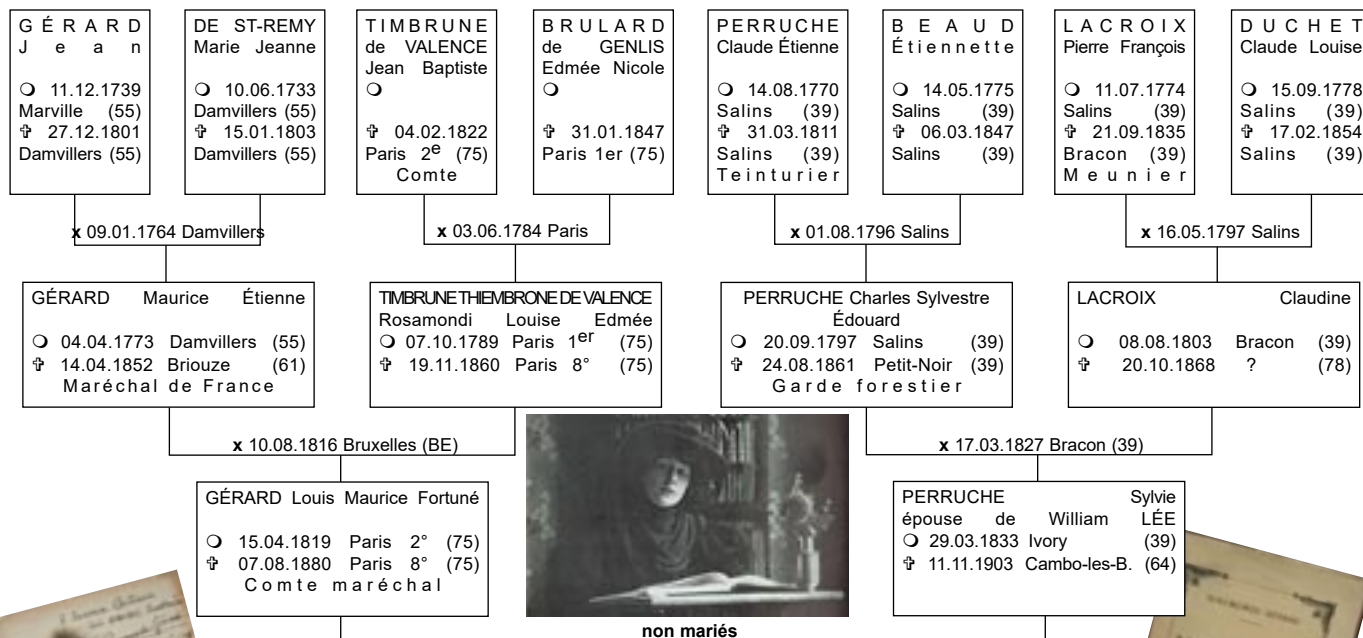 GÉRARD
Jean
O 11.12.1739
Marville (55)
✞ 27.12.1801
Damvillers (55)
DE ST-REMY
Marie Jeanne
O 10.06.1733
Damvillers (55)
✞ 15.01.1803
Damvillers (55)
TIMBRUNE
de VALENCE
Jean Baptiste
O
✞ 04.02.1822
Paris 2e (75)
Comte
BRULARD
de GENLIS
Edmée Nicole
O
✞ 31.01.1847
Paris 1er (75)
PERRUCHE
Claude Étienne
O 14.08.1770
Salins (39)
✞ 31.03.1811
Salins (39)
Teinturier
BEAUD
Étiennette
O 14.05.1775
Salins (39)
✞ 06.03.1847
Salins (39)
LACROIX
Pierre François
O 11.07.1774
Salins (39)
✞ 21.09.1835
Bracon (39)
Meunier
DUCHET
Claude Louise
O 15.09.1778
Salins (39)
✞ 17.02.1854
Salins (39)
x 09.01.1764 Damvillers
x 03.06.1784 Paris
x 01.08.1796 Salins
x 16.05.1797 Salins
GÉRARD Maurice Étienne
O 04.04.1773 Damvillers (55)
✞ 14.04.1852 Briouze (61)
Maréchal de France
TIMBRUNE THIEMBRONE DE VALENCE
Rosamondi Louise Edmée
O 07.10.1789 Paris 1er (75)
✞ 19.11.1860 Paris 8° (75)
PERRUCHE Charles Sylvestre
Édouard
O 20.09.1797 Salins (39)
✞ 24.08.1861 Petit-Noir (39)
Garde forestier
LACROIX Claudine
O 08.08.1803 Bracon (39)
✞ 20.10.1868 ? (78)
x 10.08.1816 Bruxelles (BE)
x 17.03.1827 Bracon (39)
GÉRARD Louis Maurice Fortuné
O 15.04.1819 Paris 2° (75)
✞ 07.08.1880 Paris 8° (75)
Comte maréchal
PERRUCHE Sylvie
épouse de William LÉE
O 29.03.1833 Ivory (39)
✞ 11.11.1903 Cambo-les-B. (64)
non mariés